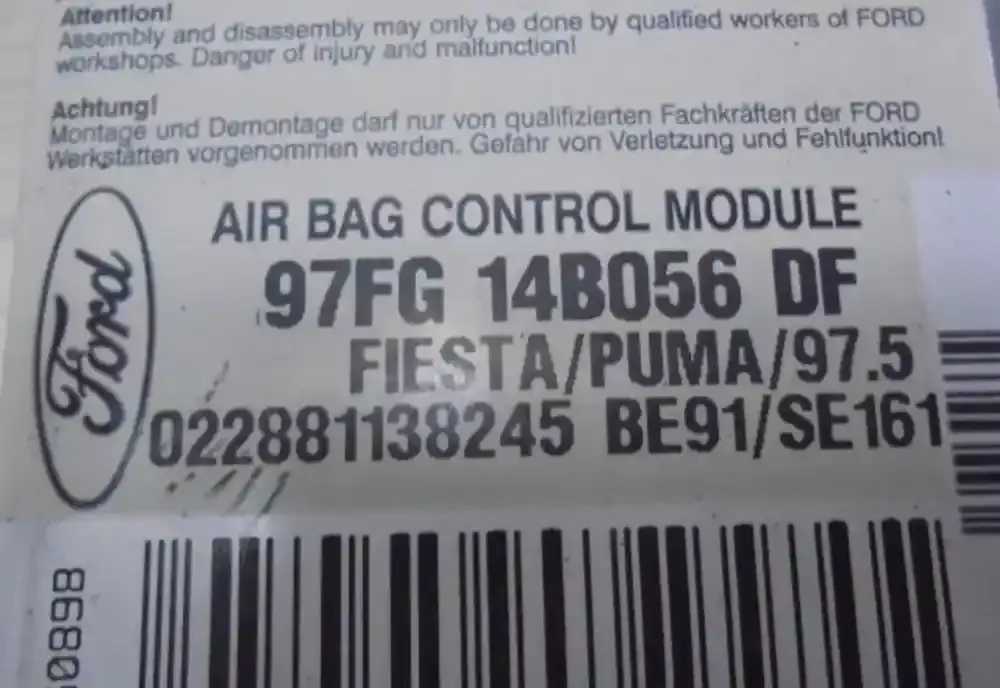 Attention!
Assembly and disassembly may only be done by qualified workers of FORD
workshops. Danger of injury and malfunction!
Achtung!
Montage und Demontage darf nur von qualifizierten Fachkräften der FORD
Werkstätten vorgenommen werden. Gefahr von Verletzung und Fehlfunktion!
Ford
AIR BAG CONTROL MODULE
97FG 14B056 DF
FIESTA/PUMA/97.5
022881138245 BE91/SE161